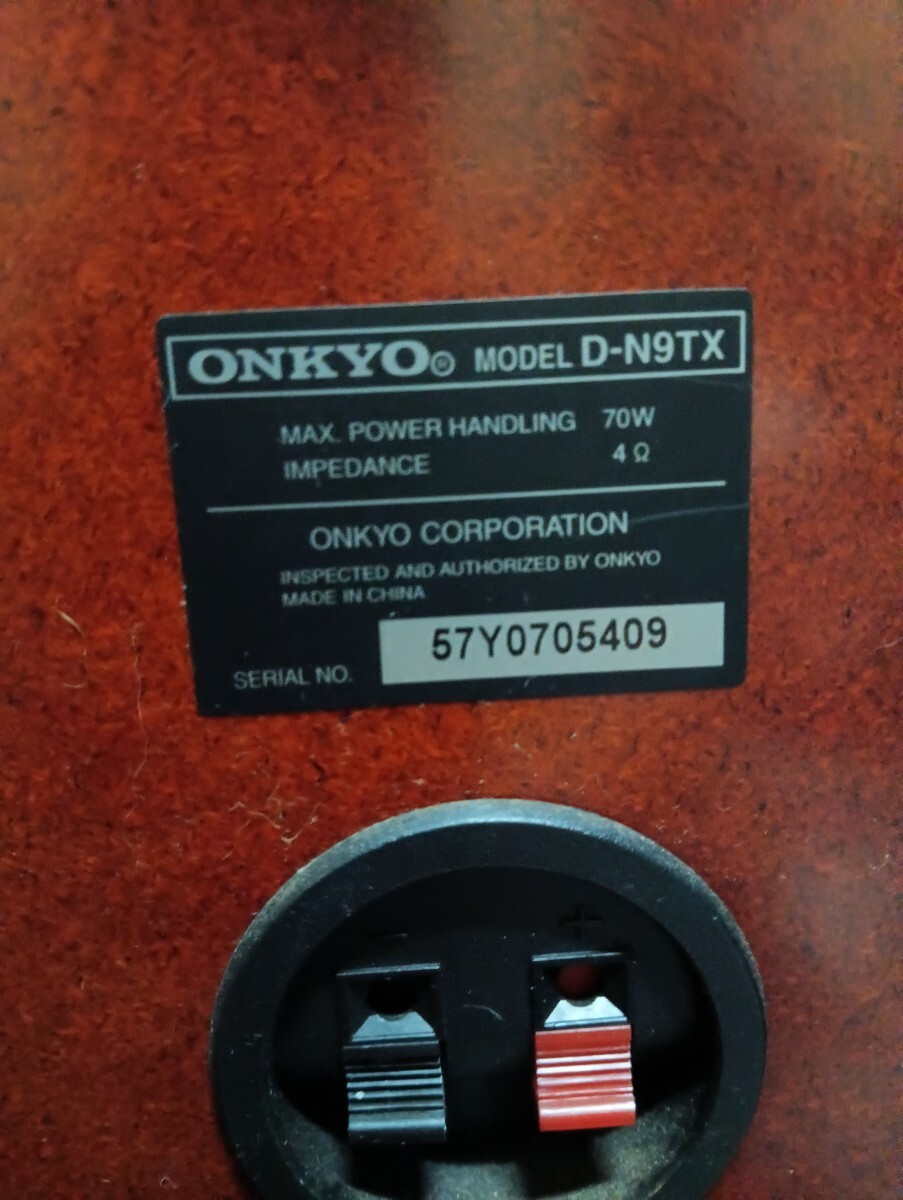 ONKYO® MODEL D-N9TX
MAX. POWER HANDLING 70W
IMPEDANCE 4Ω
ONKYO CORPORATION
INSPECTED AND AUTHORIZED BY ONKYO
MADE IN CHINA
SERIAL NO. 57Y0705409
− +